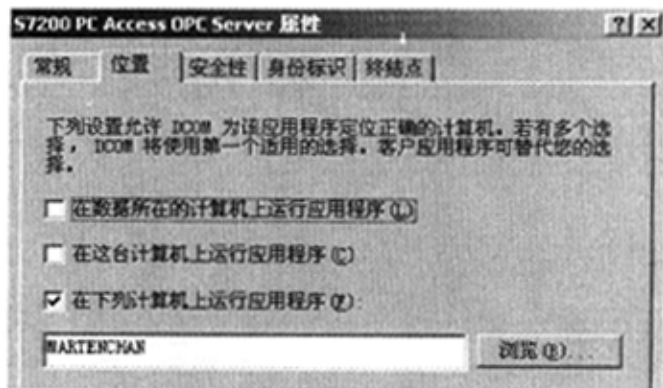 S7200 PC Access OPC Server 属性
常规 位置 安全性 身份标识 终结点
下列设置允许 DCOM 为该应用程序定位正确的计算机。若有多个选
择， DCOM 将使用第一个适用的选择。客户应用程序可替代您的选
择。
在数据所在的计算机上运行应用程序(L)
在这台计算机上运行应用程序(C)
在下列计算机上运行应用程序(F):
MARTENCHAN
浏览(B)...